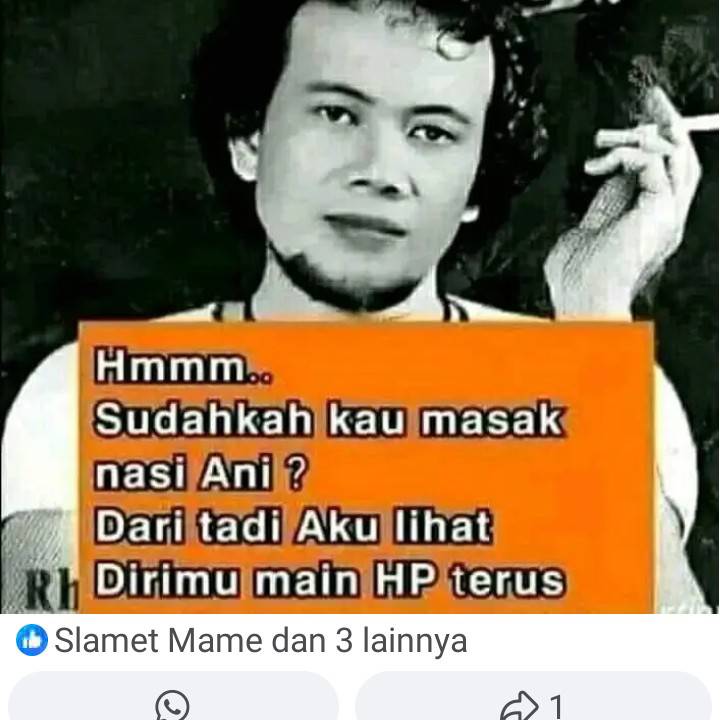 Hmmm..
Sudahkah kau masak
nasi Ani ?
Dari tadi Aku lihat
Dirimu main HP terus
Rh
Slamet Mame dan 3 lainnya
1